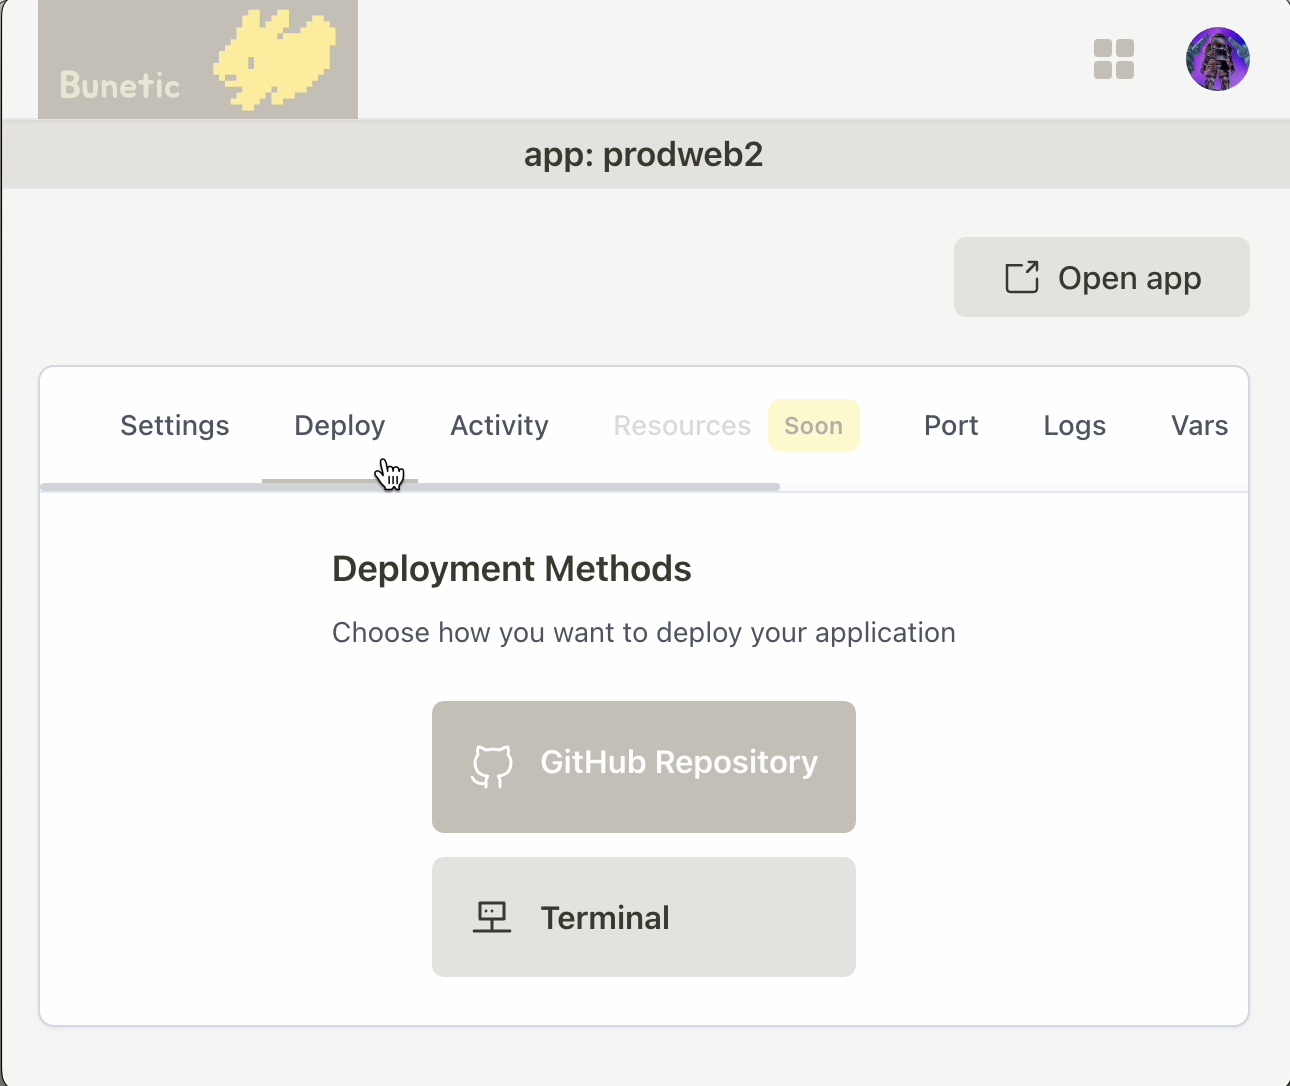 Bunetic
app: prodweb2
Open app
Settings Deploy Activity Resources Soon Port Logs Vars
Deployment Methods
Choose how you want to deploy your application
GitHub Repository
Terminal